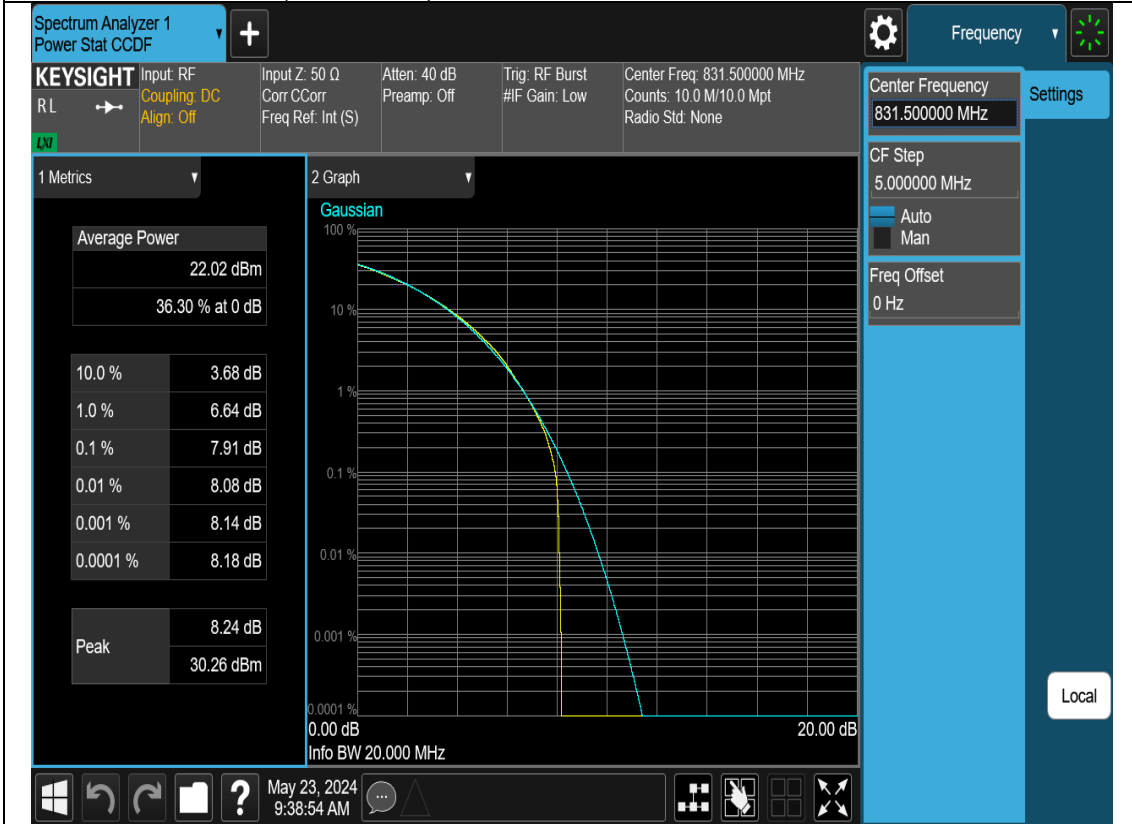 Spectrum Analyzer 1
Power Stat CCDF
+
Frequency
KEYSIGHT
RL
LXI
Input: RF
Coupling: DC
Align: Off
Input Z: 50 Ω
Corr CCorr
Freq Ref: Int (S)
Atten: 40 dB
Preamp: Off
Trig: RF Burst
#IF Gain: Low
Center Freq: 831.500000 MHz
Counts: 10.0 M/10.0 Mpt
Radio Std: None
Center Frequency
831.500000 MHz
Settings
CF Step
5.000000 MHz
Auto
Man
Freq Offset
0 Hz
Local
1 Metrics
Average Power
22.02 dBm
36.30 % at 0 dB
10.0 % 3.68 dB
1.0 % 6.64 dB
0.1 % 7.91 dB
0.01 % 8.08 dB
0.001 % 8.14 dB
0.0001 % 8.18 dB
Peak
8.24 dB
30.26 dBm
2 Graph
Gaussian
100 %
10 %
1 %
0.1 %
0.01 %
0.001 %
0.0001 %
0.00 dB 20.00 dB
Info BW 20.000 MHz
?
May 23, 2024
9:38:54 AM